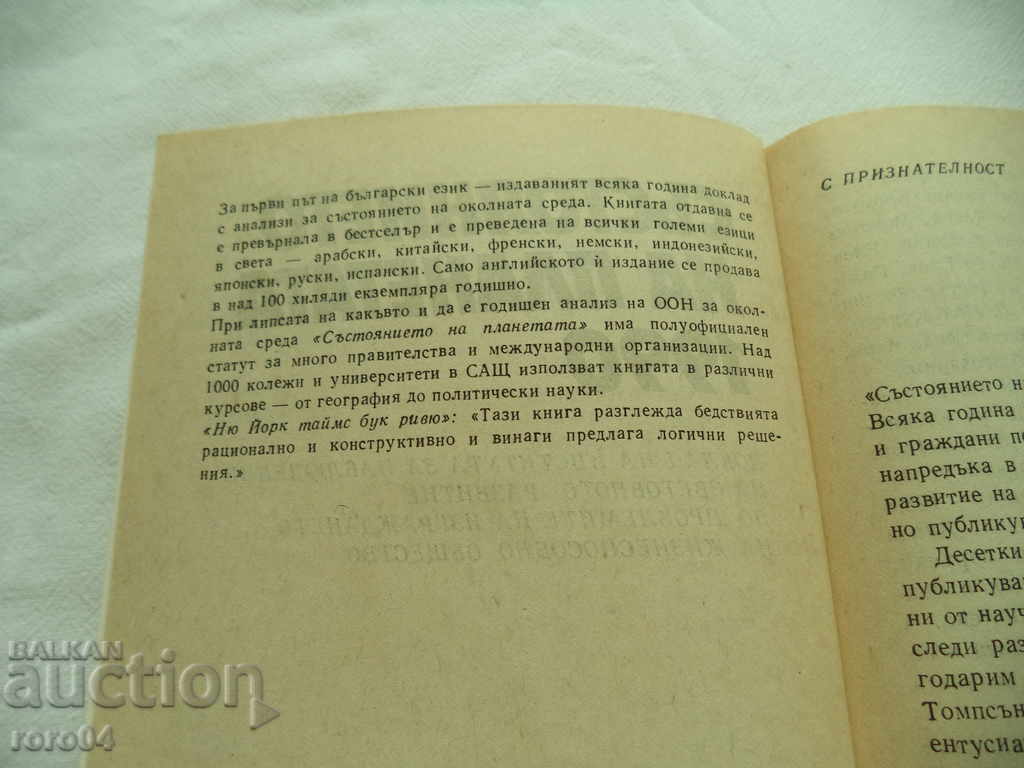 За първи път на български език — издаваният всяка година доклад
с анализи за състоянието на околната среда. Книгата отдавна се
е превърнала в бестселър и е преведена на всички големи езици
в света — арабски, китайски, френски, немски, индонезийски,
японски, руски, испански. Само английското ѝ издание се продава
в над 100 хиляди екземпляра годишно.
При липсата на какъвто и да е годишен анализ на ООН за окол-
ната среда «Състоянието на планетата» има полуофициален
статут за много правителства и международни организации. Над
1000 колежи и университети в САЩ използват книгата в различни
курсове — от география до политически науки.
«Ню Йорк таймс бук ривю»: «Тази книга разглежда бедствията
рационално и конструктивно и винаги предлага логични реше-
ния.»
С ПРИЗНАТЕЛНОСТ
«Състоянието н
Всяка година
и граждани по
напредъка в
развитие на
но публикув
Десетки
публикува
ни от науч
следи раз
годарим
Томпсън
ентусиа
BALKAN
auction
roro04